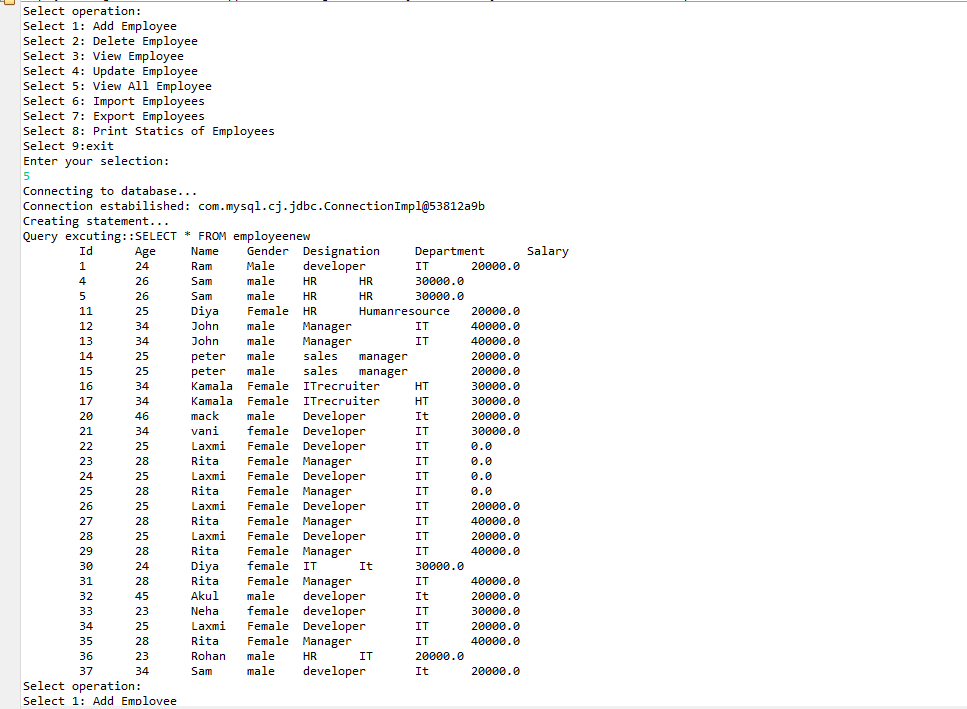 Select operation:
Select 1: Add Employee
Select 2: Delete Employee
Select 3: View Employee
Select 4: Update Employee
Select 5: View All Employee
Select 6: Import Employees
Select 7: Export Employees
Select 8: Print Statics of Employees
Select 9:exit
Enter your selection:
5
Connecting to database...
Connection estabilished: com.mysql.cj.jdbc.ConnectionImpl@53812a9b
Creating statement...
Query excuting::SELECT * FROM employeenew
Id Age Name Gender Designation Department Salary
1 24 Ram Male developer IT 20000.0
4 26 Sam male HR HR 30000.0
5 26 Sam male HR HR 30000.0
11 25 Diya Female HR Humanresource 20000.0
12 34 John male Manager IT 40000.0
13 34 John male Manager IT 40000.0
14 25 peter male sales manager 20000.0
15 25 peter male sales manager 20000.0
16 34 Kamala Female ITrecruiter HT 30000.0
17 34 Kamala Female ITrecruiter HT 30000.0
20 46 mack male Developer It 20000.0
21 34 vani female Developer IT 30000.0
22 25 Laxmi Female Developer IT 0.0
23 28 Rita Female Manager IT 0.0
24 25 Laxmi Female Developer IT 0.0
25 28 Rita Female Manager IT 0.0
26 25 Laxmi Female Developer IT 20000.0
27 28 Rita Female Manager IT 40000.0
28 25 Laxmi Female Developer IT 20000.0
29 28 Rita Female Manager IT 40000.0
30 24 Diya female IT It 30000.0
31 28 Rita Female Manager IT 40000.0
32 45 Akul male developer It 20000.0
33 23 Neha female developer IT 30000.0
34 25 Laxmi Female Developer IT 20000.0
35 28 Rita Female Manager IT 40000.0
36 23 Rohan male HR IT 20000.0
37 34 Sam male developer It 20000.0
Select operation:
Select 1: Add Employee